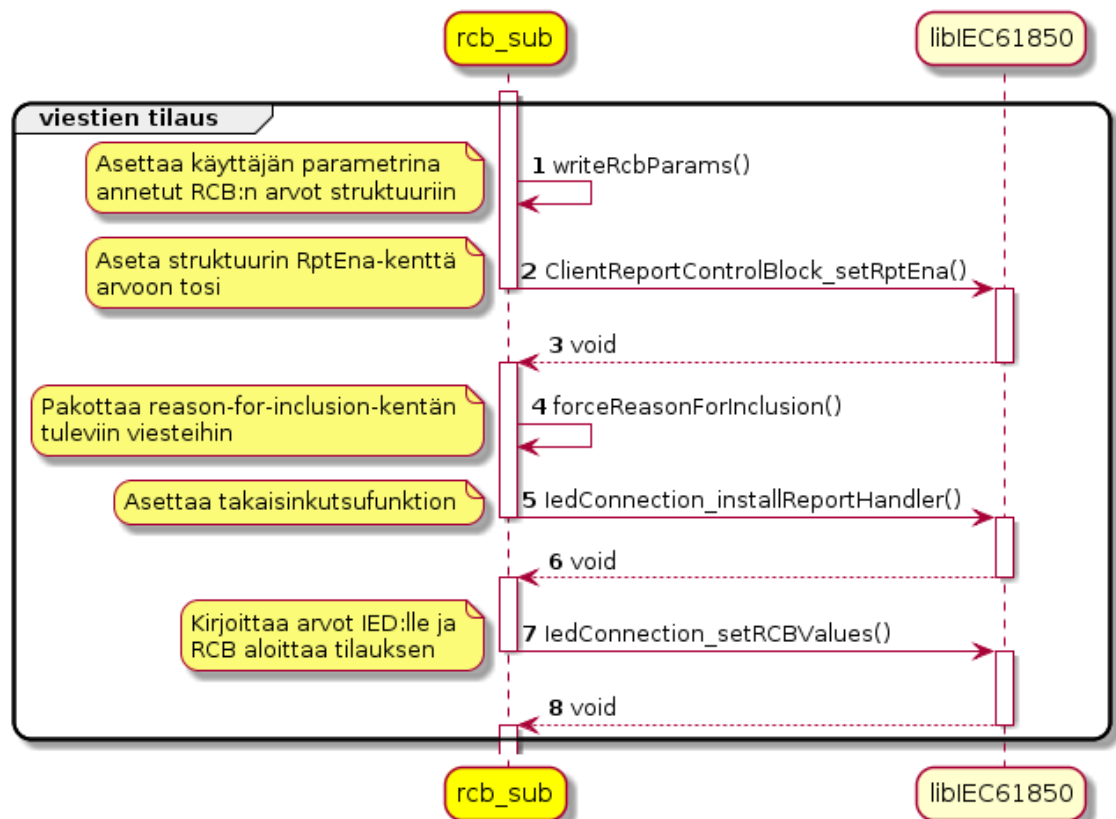 rcb_sub
libIEC61850
viestien tilaus
Asettaa käyttäjän parametrina
annetut RCB:n arvot struktuuriin
1 writeRcbParams()
Aseta struktuurin RptEna-kenttä
arvoon tosi
2 ClientReportControlBlock_setRptEna()
3 void
Pakottaa reason-for-inclusion-kentän
tuleviin viesteihin
4 forceReasonForInclusion()
Asettaa takaisinkutsufunktion
5 IedConnection_installReportHandler()
6 void
Kirjoittaa arvot IED:lle ja
RCB aloittaa tilauksen
7 IedConnection_setRCBValues()
8 void
rcb_sub
libIEC61850